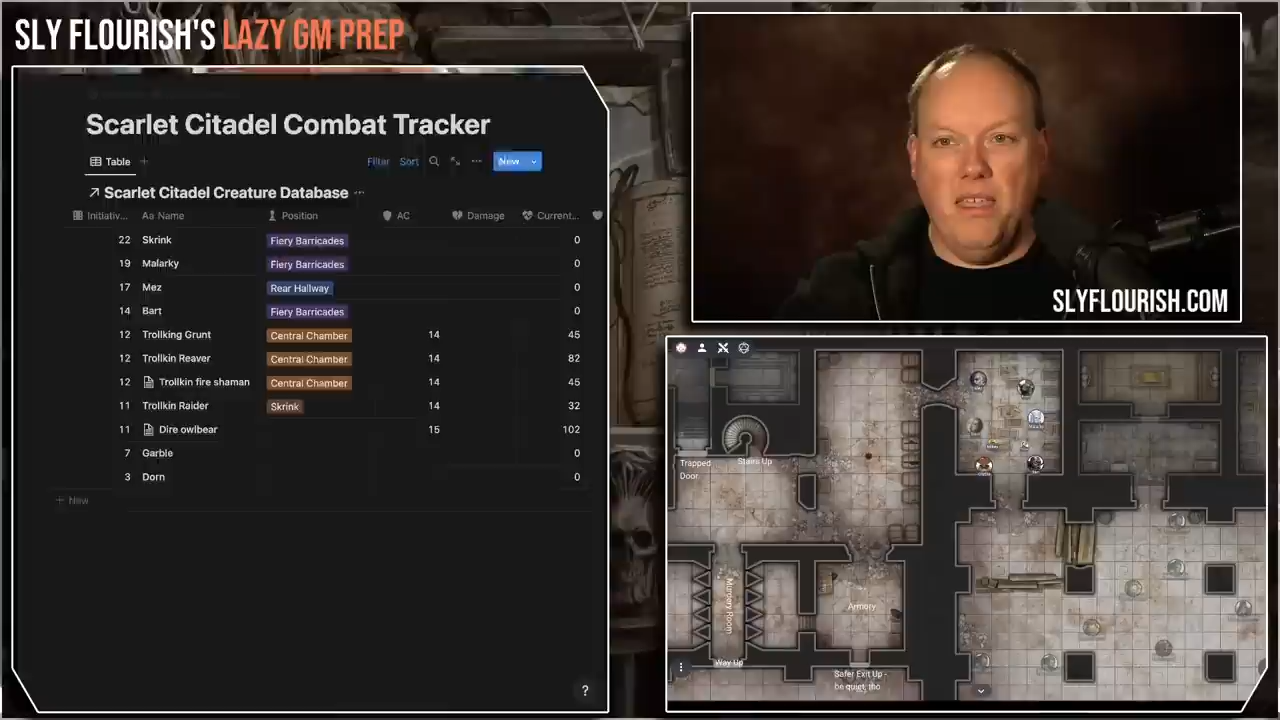 SLY FLOURISH'S LAZY GM PREP
Scarlet Citadel Combat Tracker
Table +
Filter Sort ··· New
Scarlet Citadel Creature Database ···
Initiativ... Aa Name Position AC Damage Current...
22 Skrink Fiery Barricades 0
19 Malarky Fiery Barricades 0
17 Mez Rear Hallway 0
14 Bart Fiery Barricades 0
12 Trollking Grunt Central Chamber 14 45
12 Trollkin Reaver Central Chamber 14 82
12 Trollkin fire shaman Central Chamber 14 45
11 Trollkin Raider Skrink 14 32
11 Dire owlbear 15 102
7 Garble 0
3 Dorn 0
+ New
?
SLYFLOURISH.COM
Trapped
Door.
Stairs Up
Murdery Room
Armory
Way Up
Safer Exit Up -
be quiet, tho